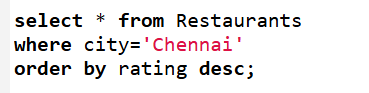 select * from Restaurants
where city='Chennai'
order by rating desc;